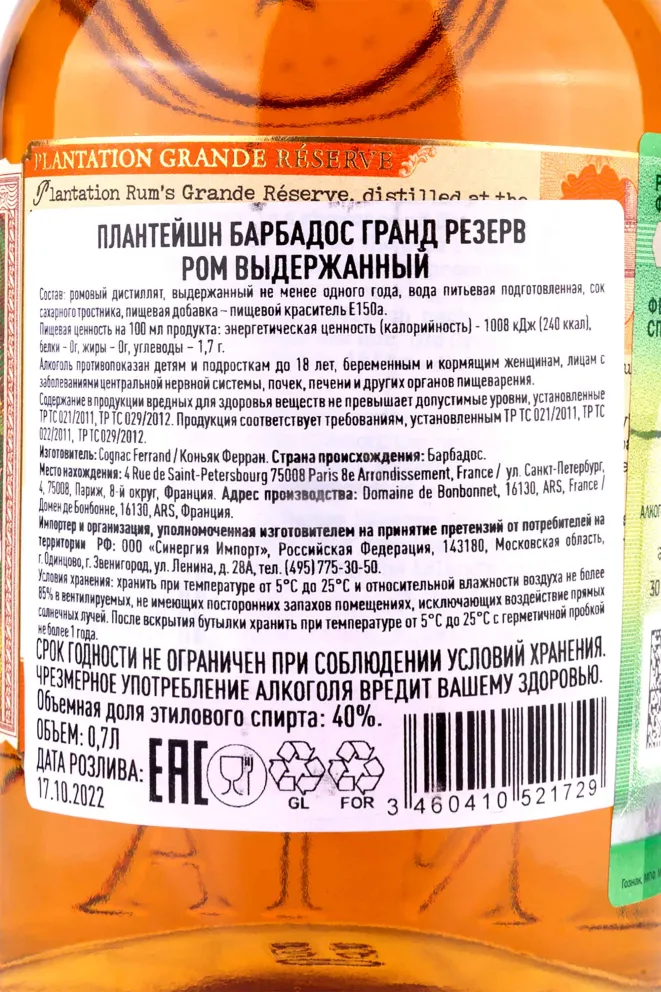 PLANTATION GRANDE RÉSERVE
Plantation Rum's Grande Réserve, distilled at the
ПЛАНТЕЙШН БАРБАДОС ГРАНД РЕЗЕРВ
РОМ ВЫДЕРЖАННЫЙ
Состав: ромовый дистиллят, выдержанный не менее одного года, вода питьевая подготовленная, сок
сахарного тростника, пищевая добавка – пищевой краситель Е150а.
Пищевая ценность на 100 мл продукта: энергетическая ценность (калорийность) - 1008 кДж (240 ккал),
белки - 0г, жиры - 0г, углеводы - 1,7 г.
Алкоголь противопоказан детям и подросткам до 18 лет, беременным и кормящим женщинам, лицам с
заболеваниями центральной нервной системы, почек, печени и других органов пищеварения.
Содержание в продукции вредных для здоровья веществ не превышает допустимые уровни, установленные
ТР ТС 021/2011, ТР ТС 029/2012. Продукция соответствует требованиям, установленным ТР ТС 021/2011, ТР ТС
022/2011, ТР ТС 029/2012.
Изготовитель: Cognac Ferrand / Коньяк Ферран. Страна происхождения: Барбадос.
Место нахождения: 4 Rue de Saint-Petersbourg 75008 Paris 8e Arrondissement, France / ул. Санкт-Петербург,
4, 75008, Париж, 8-й округ, Франция. Адрес производства: Domaine de Bonbonnet, 16130, ARS, France /
Домен де Бонбонне, 16130, ARS, Франция.
Импортер и организация, уполномоченная изготовителем на принятие претензий от потребителей на
территории РФ: ООО «Синергия Импорт», Российская Федерация, 143180, Московская область,
г. Одинцово, г. Звенигород, ул. Ленина, д. 28А, тел. (495) 775-30-50.
Условия хранения: хранить при температуре от 5°С до 25°С и относительной влажности воздуха не более
85% в вентилируемых, не имеющих посторонних запахов помещениях, исключающих воздействие прямых
солнечных лучей. После вскрытия бутылки хранить при температуре от 5°С до 25°С с герметичной пробкой
не более 1 года.
СРОК ГОДНОСТИ НЕ ОГРАНИЧЕН ПРИ СОБЛЮДЕНИИ УСЛОВИЙ ХРАНЕНИЯ.
ЧРЕЗМЕРНОЕ УПОТРЕБЛЕНИЕ АЛКОГОЛЯ ВРЕДИТ ВАШЕМУ ЗДОРОВЬЮ.
Объемная доля этилового спирта: 40%.
ОБЪЕМ: 0,7Л
ДАТА РОЗЛИВА:
17.10.2022
EAC
GL
FOR
3 460410 521729